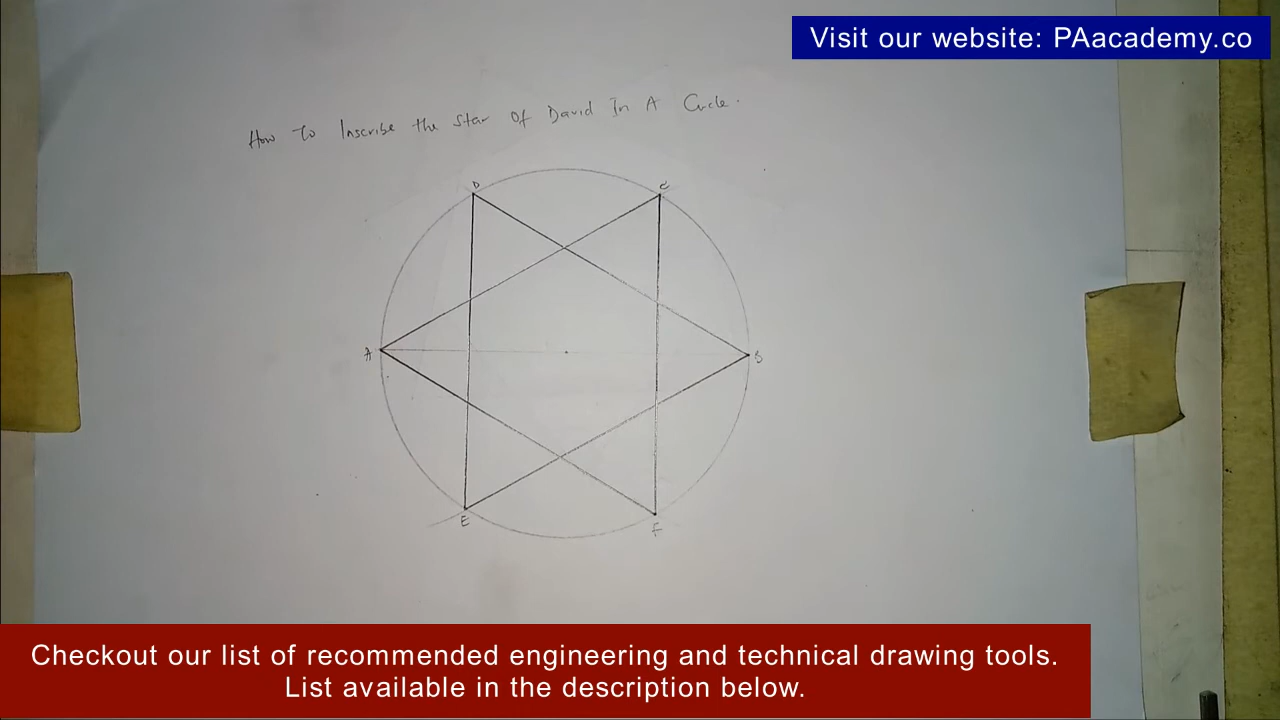 Visit our website: PAacademy.co
How To Inscribe the Star Of David In A Circle.
D
C
A
B
E
F
Checkout our list of recommended engineering and technical drawing tools.
List available in the description below.